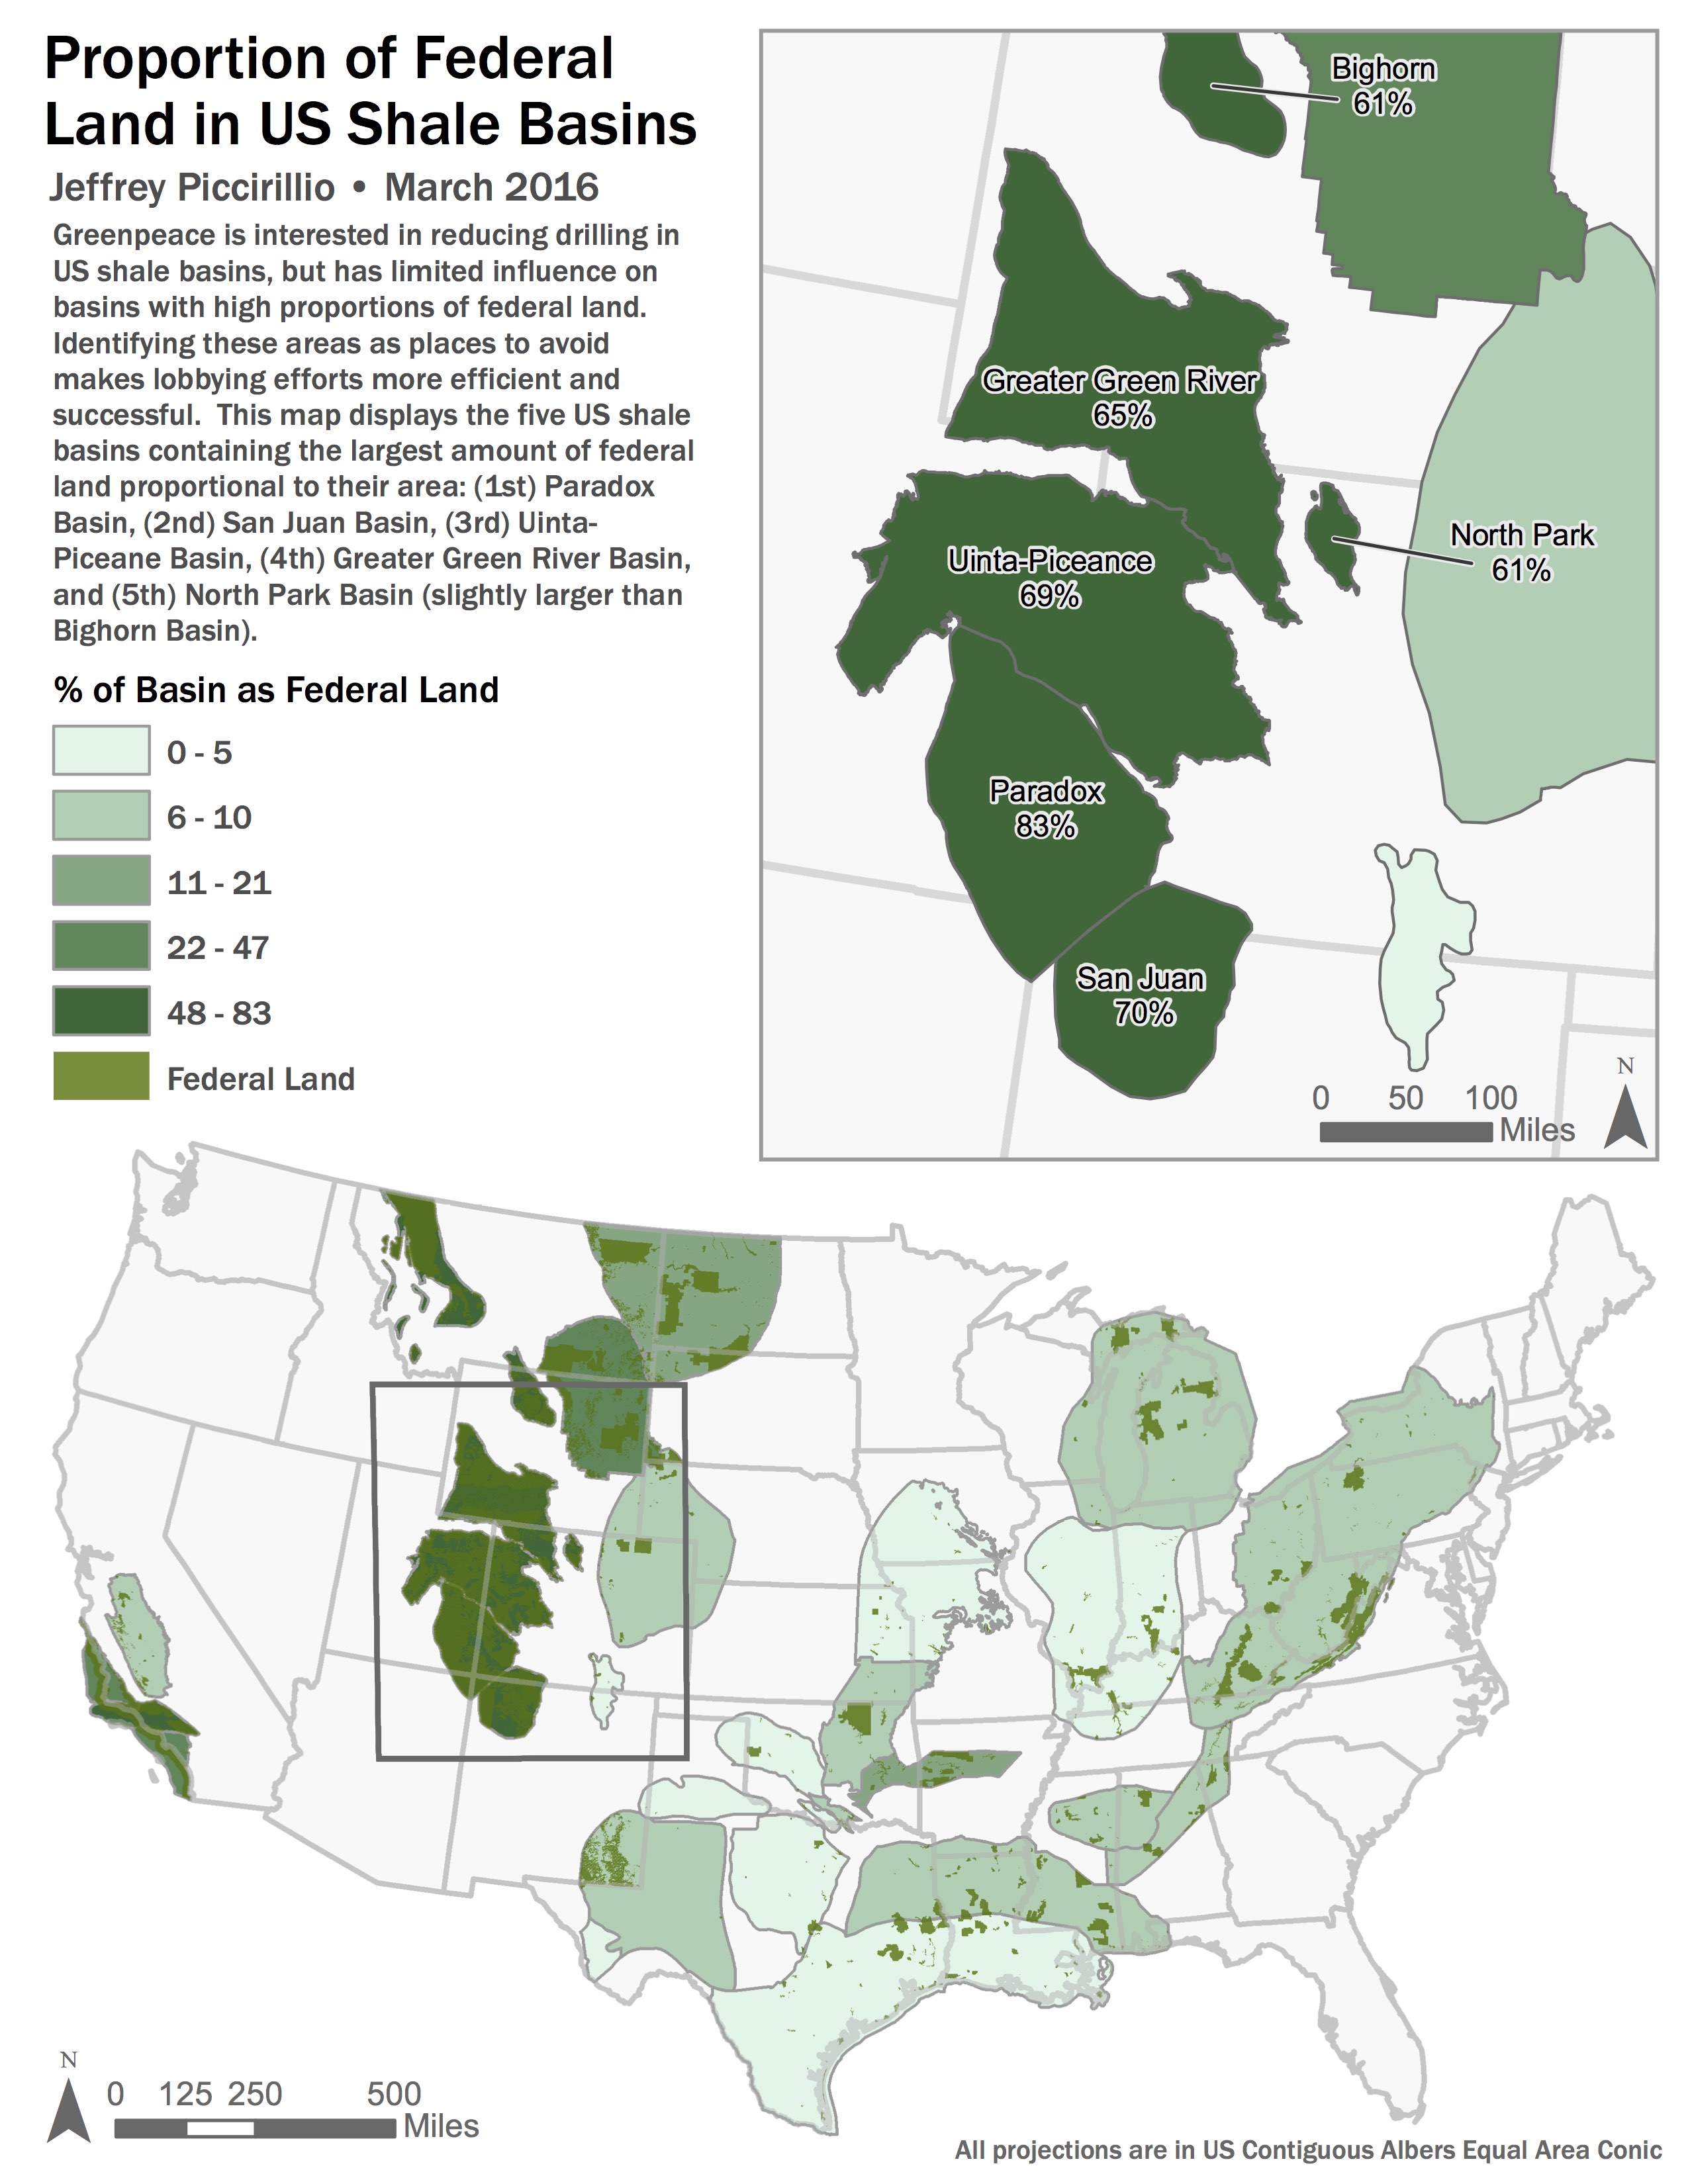 Proportion of Federal
Land in US Shale Basins
Jeffrey Piccirillio • March 2016
Greenpeace is interested in reducing drilling in
US shale basins, but has limited influence on
basins with high proportions of federal land.
Identifying these areas as places to avoid
makes lobbying efforts more efficient and
successful.  This map displays the five US shale
basins containing the largest amount of federal
land proportional to their area: (1st) Paradox
Basin, (2nd) San Juan Basin, (3rd) Uinta-
Piceane Basin, (4th) Greater Green River Basin,
and (5th) North Park Basin (slightly larger than
Bighorn Basin).
% of Basin as Federal Land
0 - 5
6 - 10
11 - 21
22 - 47
48 - 83
Federal Land
Bighorn
61%
Greater Green River
65%
North Park
61%
Uinta-Piceance
69%
Paradox
83%
San Juan
70%
N
0 50 100
Miles
N
0 125 250 500
Miles
All projections are in US Contiguous Albers Equal Area Conic